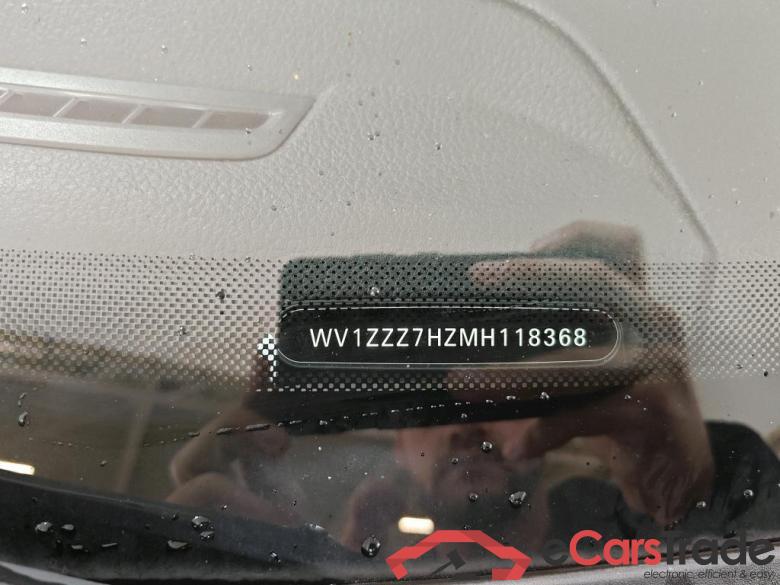 WV1ZZZ7HZMH118368
eCarsTrade
electronic, efficient & easy